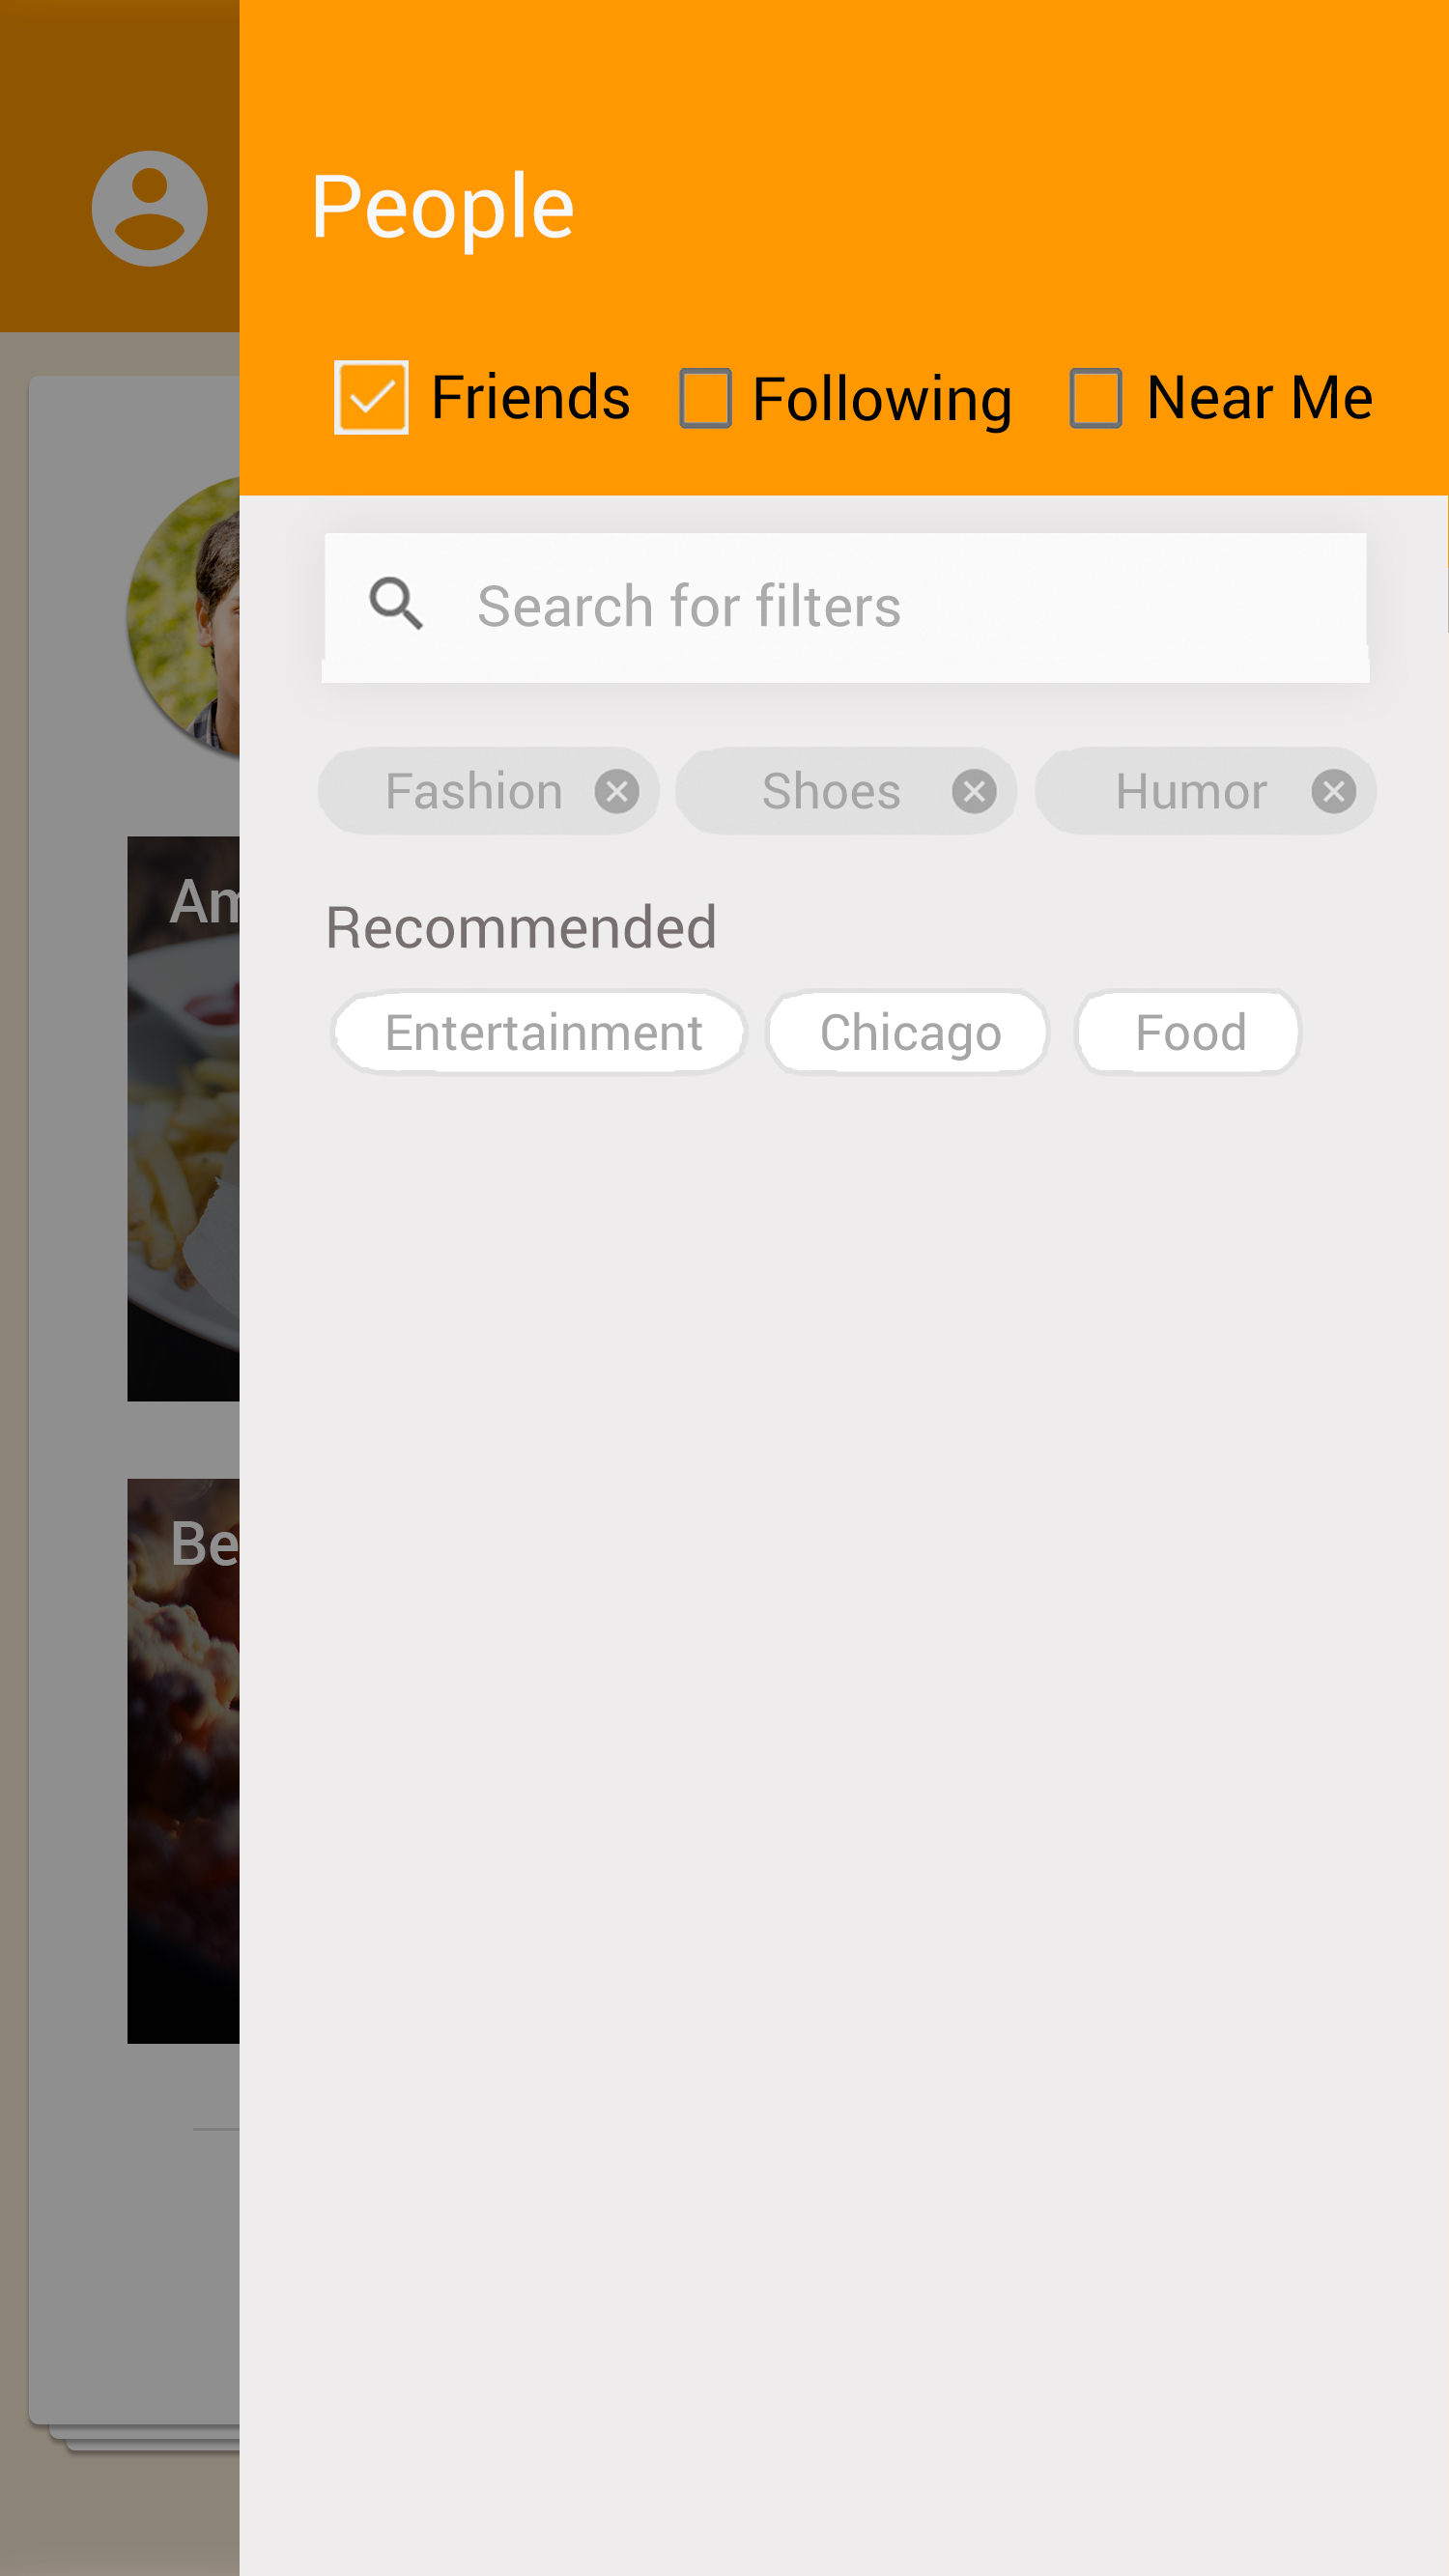 People
Friends Following Near Me
Search for filters
Fashion Shoes Humor
Recommended
Entertainment Chicago Food
Am
Be